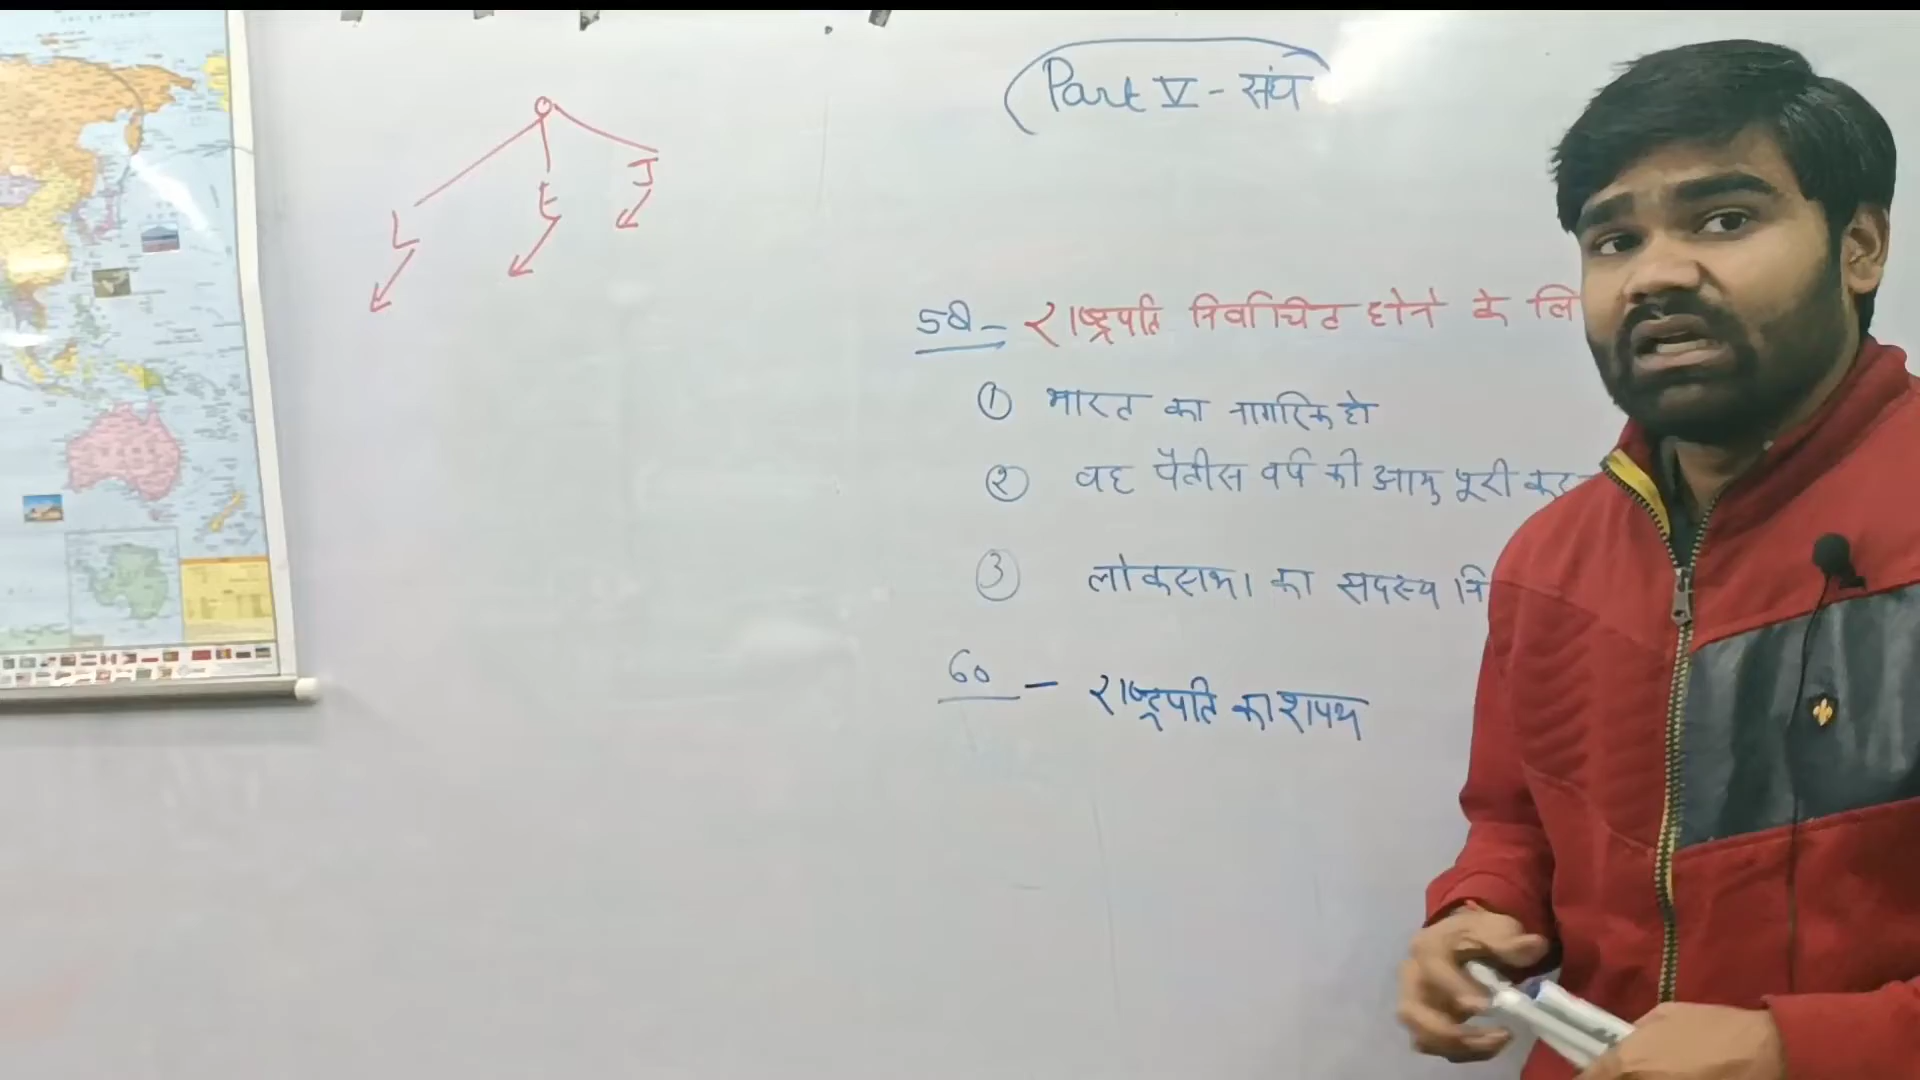 Part V - संघ
L E J
58 - राष्ट्रपति निर्वाचित होने के लि
① भारत का नागरिक हो
② वह पैंतीस वर्ष की आयु पूरी कर
③ लोकसभा का सदस्य नि
60 - राष्ट्रपति का शपथ